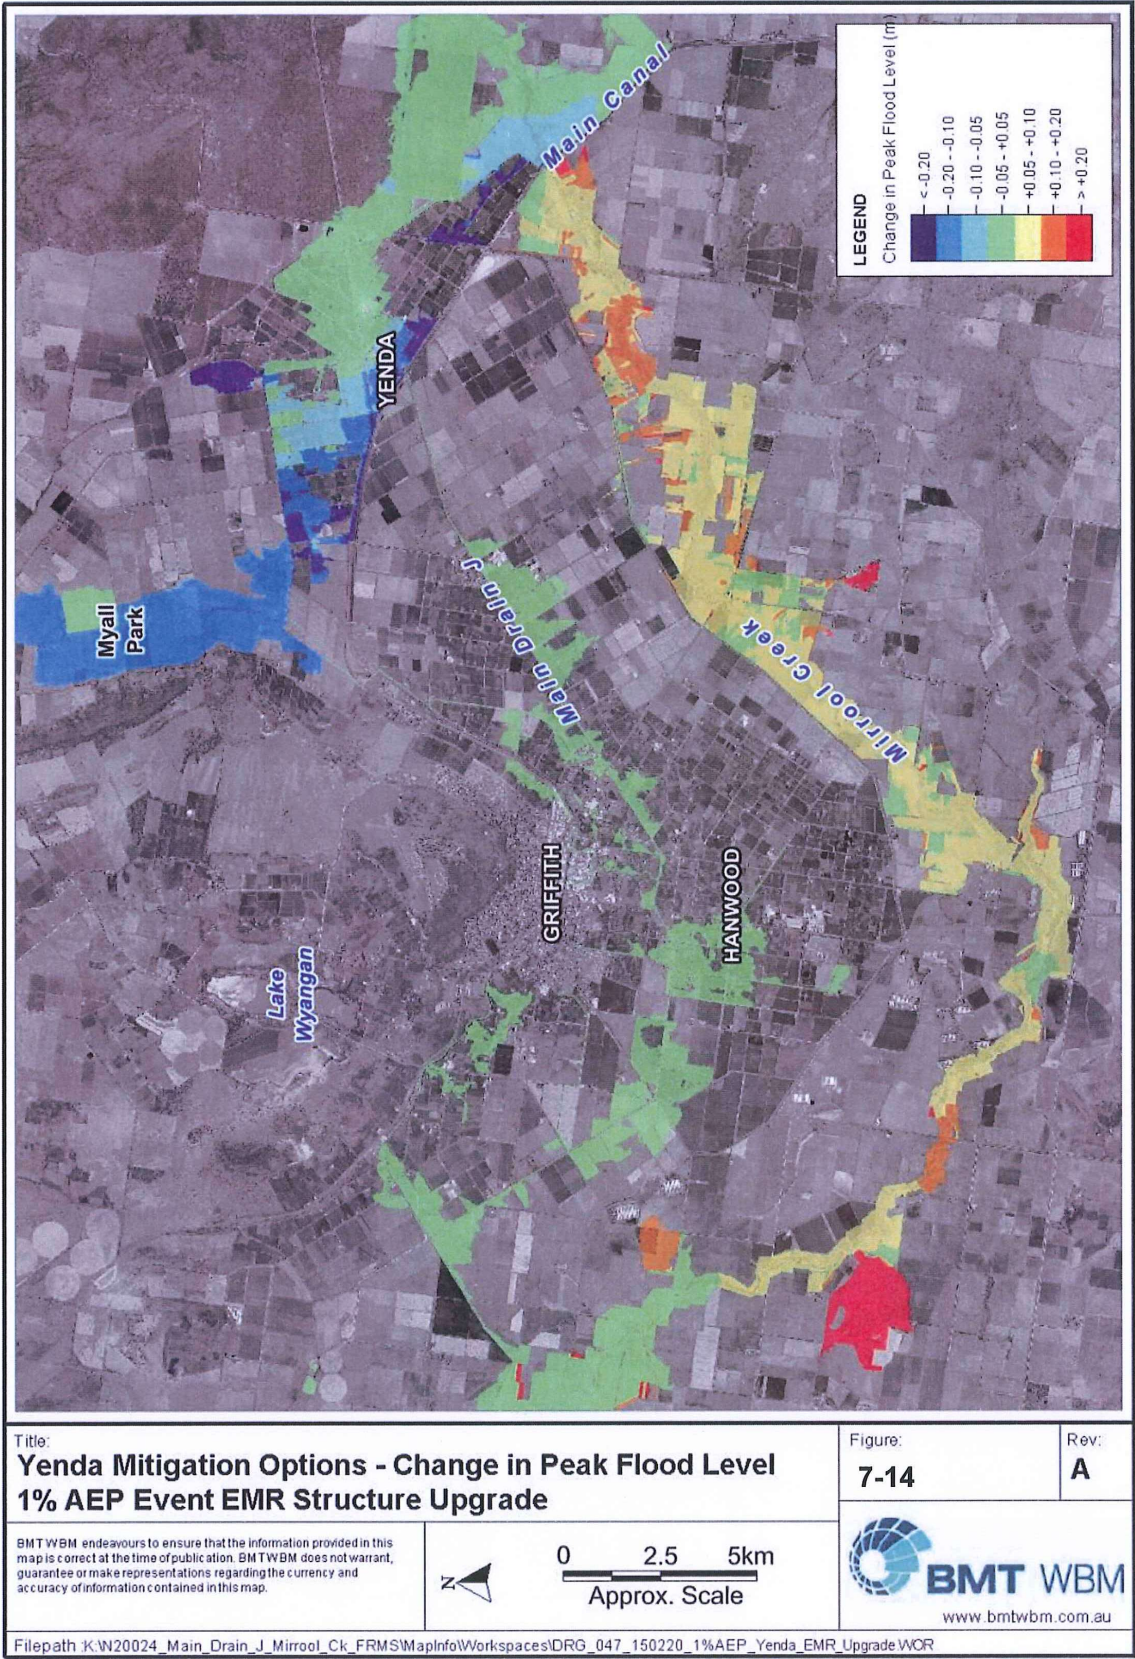 Main Canal
LEGEND
Change in Peak Flood Level (m)
< -0.20
-0.20 - -0.10
-0.10 - -0.05
-0.05 - +0.05
+0.05 - +0.10
+0.10 - +0.20
> +0.20
YENDA
Myall
Park
Main Drain J
Mirrool Creek
GRIFFITH
HANWOOD
Lake
Wyangan
Title:
Yenda Mitigation Options - Change in Peak Flood Level
1% AEP Event EMR Structure Upgrade
Figure:
7-14
Rev:
A
BMT WBM endeavours to ensure that the information provided in this
map is correct at the time of publication. BMT WBM does not warrant,
guarantee or make representations regarding the currency and
accuracy of information contained in this map.
N
0 2.5 5km
Approx. Scale
BMT WBM
www.bmtwbm.com.au
Filepath :K:\N20024_Main_Drain_J_Mirrool_Ck_FRMS\MapInfo\Workspaces\DRG_047_150220_1%AEP_Yenda_EMR_Upgrade.WOR